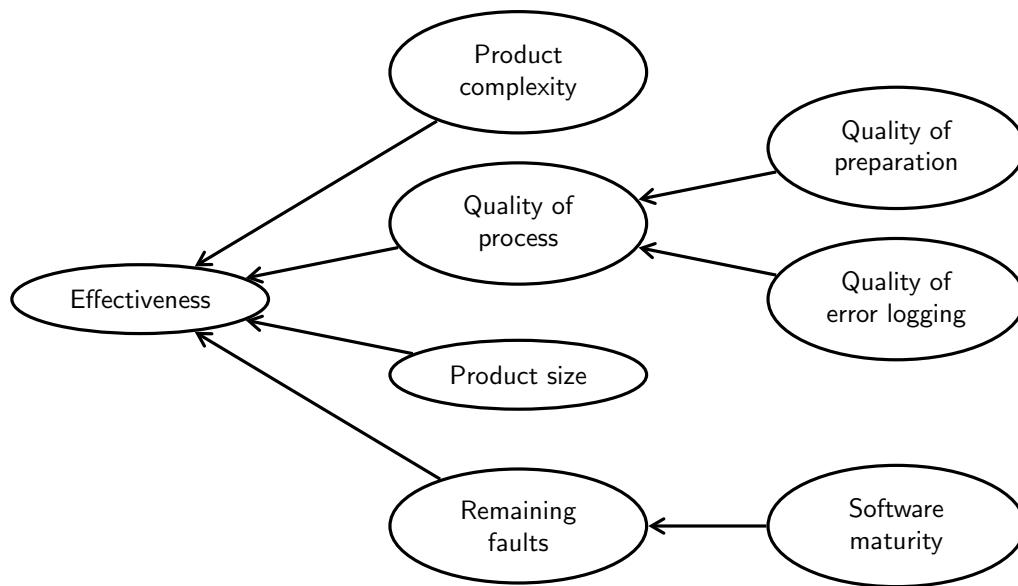 Product
complexity
Quality of
preparation
Quality of
process
Effectiveness
Quality of
error logging
Product size
Remaining
faults
Software
maturity